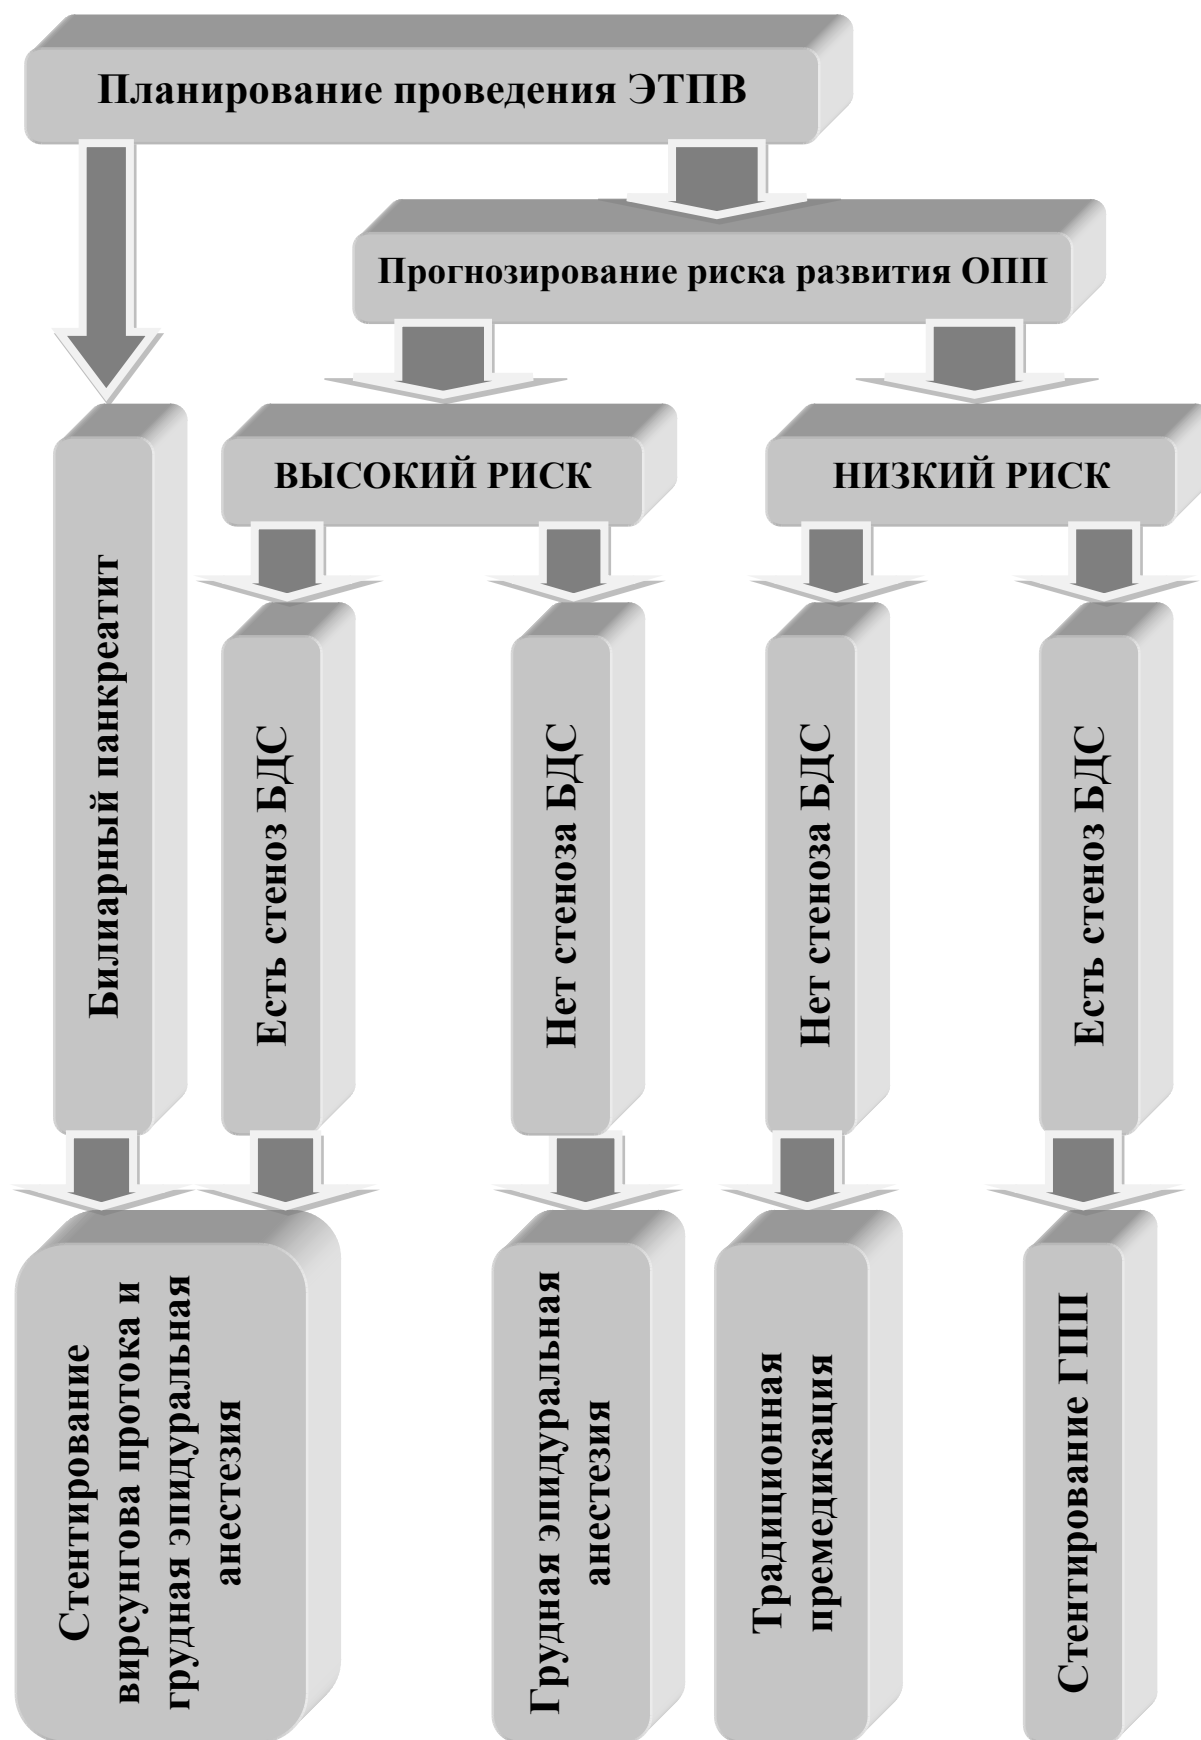 Планирование проведения ЭТПВ
Прогнозирование риска развития ОПП
ВЫСОКИЙ РИСК
НИЗКИЙ РИСК
Билиарный панкреатит
Есть стеноз БДС
Нет стеноза БДС
Нет стеноза БДС
Есть стеноз БДС
Стентирование
вирсунгова протока и
грудная эпидуральная
анестезия
Грудная эпидуральная
анестезия
Традиционная
премедикация
Стентирование ГПП